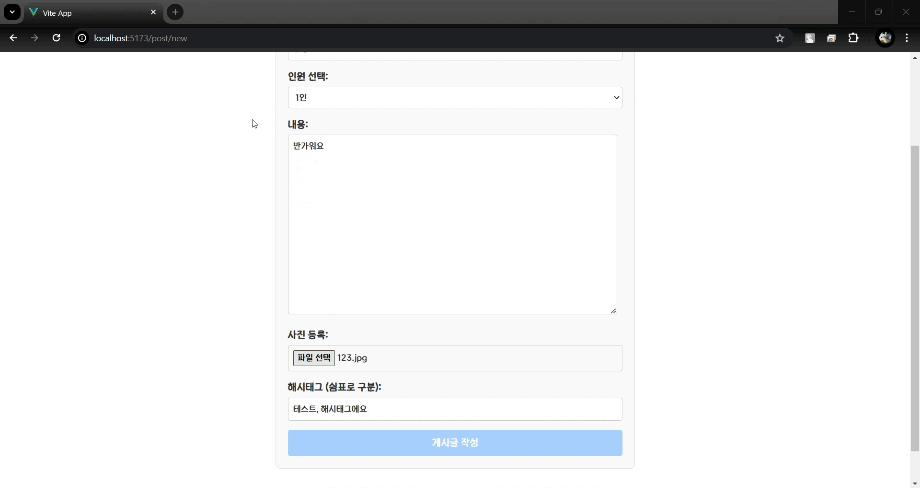 Vite App
localhost:5173/post/new
인원 선택:
1인
내용:
반가워요
사진 등록:
파일 선택 123.jpg
해시태그 (쉼표로 구분):
테스트, 해시태그에요
게시글 작성